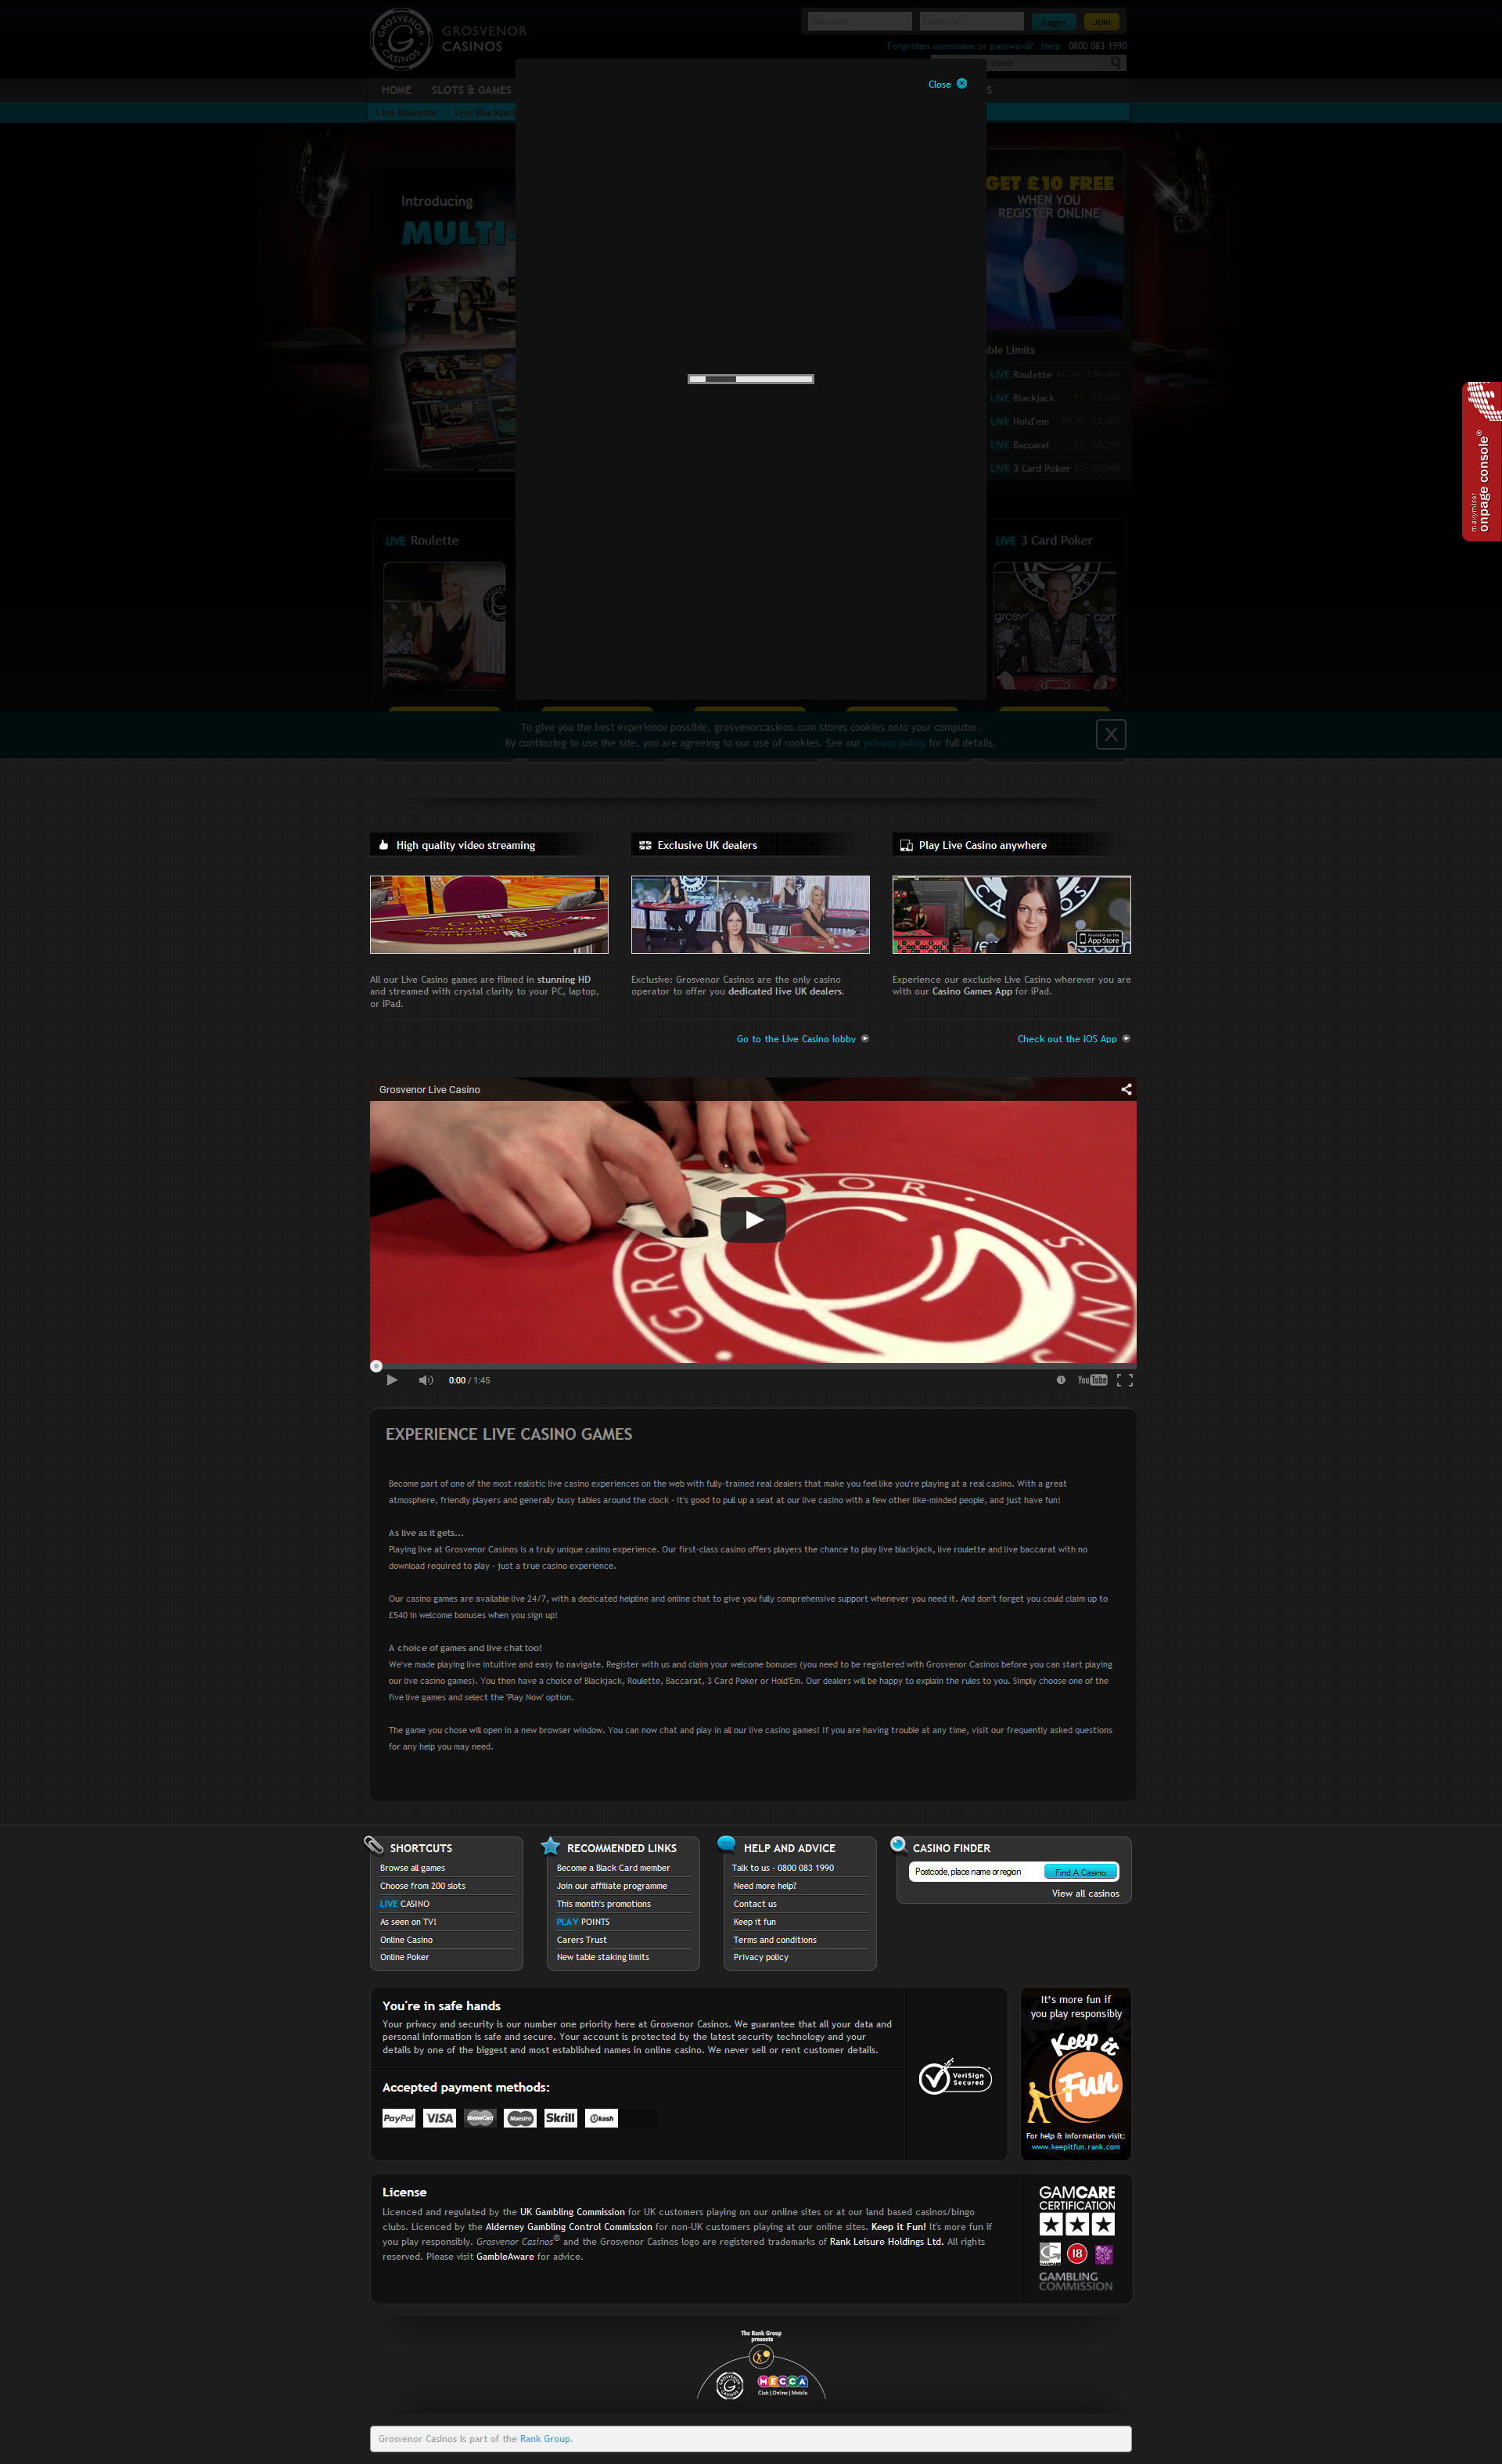 GROSVENOR
CASINOS
Username
Password
Login
Join
Forgotten username or password? Help 0800 083 1990
game
HOME
SLOTS & GAMES
Close
Live Roulette
Live Blackjack
Introducing
MULTI-
GET £10 FREE
WHEN YOU
REGISTER ONLINE
ble Limits
LIVE Roulette £0.10 - £50,000
LIVE Blackjack
LIVE Hold'em £0.50 - £2,500
LIVE Baccarat £1 - £2,500
LIVE 3 Card Poker £1 - £5,000
maxymiser
onpage console®
LIVE Roulette
LIVE 3 Card Poker
To give you the best experience possible, grosvenorcasinos.com stores cookies onto your computer.
By continuing to use the site, you are agreeing to our use of cookies. See our privacy policy for full details.
X
High quality video streaming
Exclusive UK dealers
Play Live Casino anywhere
Available on the
App Store
All our Live Casino games are filmed in stunning HD
and streamed with crystal clarity to your PC, laptop,
or iPad.
Exclusive: Grosvenor Casinos are the only casino
operator to offer you dedicated live UK dealers.
Experience our exclusive Live Casino wherever you are
with our Casino Games App for iPad.
Go to the Live Casino lobby
Check out the iOS App
Grosvenor Live Casino
0:00 / 1:45
YouTube
EXPERIENCE LIVE CASINO GAMES
Become part of one of the most realistic live casino experiences on the web with fully-trained real dealers that make you feel like you're playing at a real casino. With a great
atmosphere, friendly players and generally busy tables around the clock - it's good to pull up a seat at our live casino with a few other like-minded people, and just have fun!
As live as it gets...
Playing live at Grosvenor Casinos is a truly unique casino experience. Our first-class casino offers players the chance to play live blackjack, live roulette and live baccarat with no
download required to play - just a true casino experience.
Our casino games are available live 24/7, with a dedicated helpline and online chat to give you fully comprehensive support whenever you need it. And don't forget you could claim up to
£540 in welcome bonuses when you sign up!
A choice of games and live chat too!
We've made playing live intuitive and easy to navigate. Register with us and claim your welcome bonuses (you need to be registered with Grosvenor Casinos before you can start playing
our live casino games). You then have a choice of Blackjack, Roulette, Baccarat, 3 Card Poker or Hold'Em. Our dealers will be happy to explain the rules to you. Simply choose one of the
five live games and select the 'Play Now' option.
The game you chose will open in a new browser window. You can now chat and play in all our live casino games! If you are having trouble at any time, visit our frequently asked questions
for any help you may need.
SHORTCUTS
Browse all games
Choose from 200 slots
LIVE CASINO
As seen on TV!
Online Casino
Online Poker
RECOMMENDED LINKS
Become a Black Card member
Join our affiliate programme
This month's promotions
PLAY POINTS
Carers Trust
New table staking limits
HELP AND ADVICE
Talk to us - 0800 083 1990
Need more help?
Contact us
Keep it fun
Terms and conditions
Privacy policy
CASINO FINDER
Postcode, place name or region
Find A Casino
View all casinos
You're in safe hands
Your privacy and security is our number one priority here at Grosvenor Casinos. We guarantee that all your data and
personal information is safe and secure. Your account is protected by the latest security technology and your
details by one of the biggest and most established names in online casino. We never sell or rent customer details.
Accepted payment methods:
PayPal
VISA
MasterCard
Maestro
Skrill
Ukash
VeriSign
Secured
It's more fun if
you play responsibly
Keep it
Fun
For help & information visit:
www.keepitfun.rank.com
License
Licenced and regulated by the UK Gambling Commission for UK customers playing on our online sites or at our land based casinos/bingo
clubs. Licenced by the Alderney Gambling Control Commission for non-UK customers playing at our online sites. Keep it Fun! It's more fun if
you play responsibly. Grosvenor Casinos® and the Grosvenor Casinos logo are registered trademarks of Rank Leisure Holdings Ltd. All rights
reserved. Please visit GambleAware for advice.
GAMCARE
CERTIFICATION
18
GAMBLING
COMMISSION
The Rank Group
presents
GROSVENOR CASINOS
MECCA
Club | Online | Mobile
Grosvenor Casinos is part of the Rank Group.